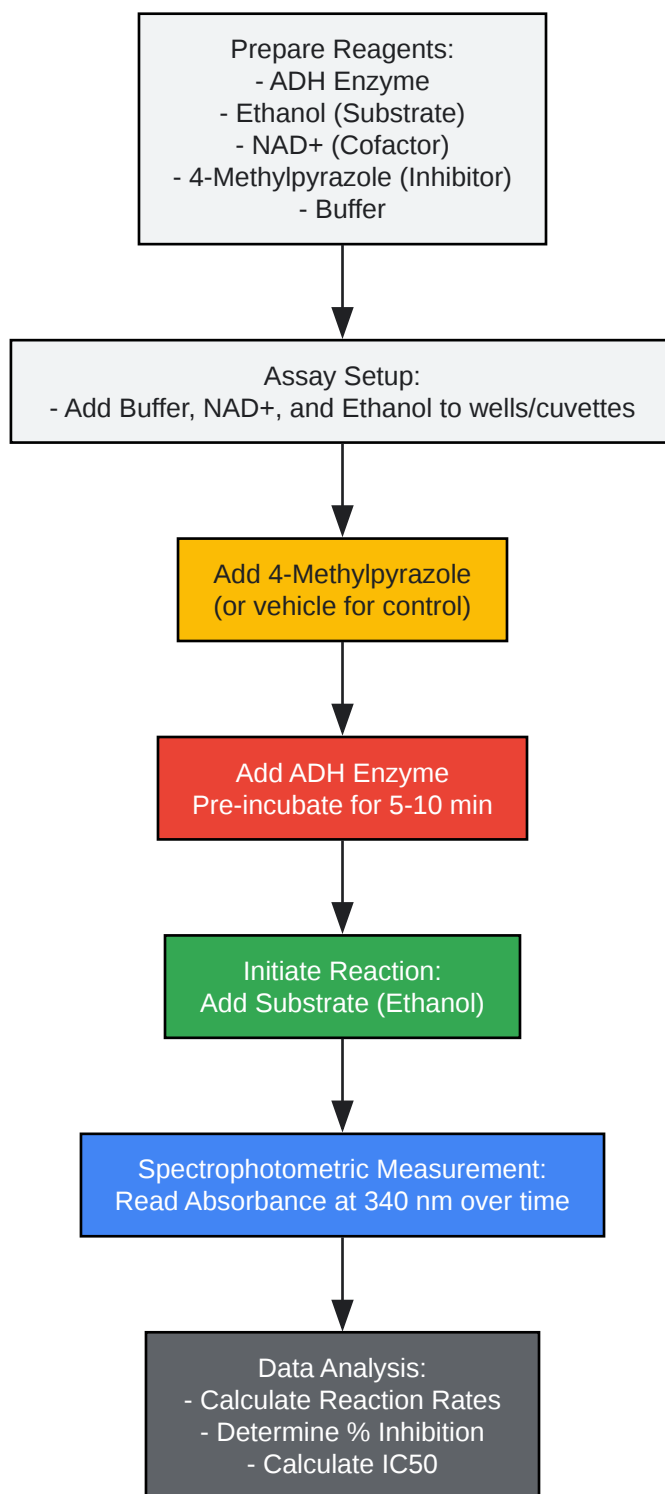 Prepare Reagents:
- ADH Enzyme
- Ethanol (Substrate)
- NAD+ (Cofactor)
- 4-Methylpyrazole (Inhibitor)
- Buffer
Assay Setup:
- Add Buffer, NAD+, and Ethanol to wells/cuvettes
Add 4-Methylpyrazole
(or vehicle for control)
Add ADH Enzyme
Pre-incubate for 5-10 min
Initiate Reaction:
Add Substrate (Ethanol)
Spectrophotometric Measurement:
Read Absorbance at 340 nm over time
Data Analysis:
- Calculate Reaction Rates
- Determine % Inhibition
- Calculate IC50